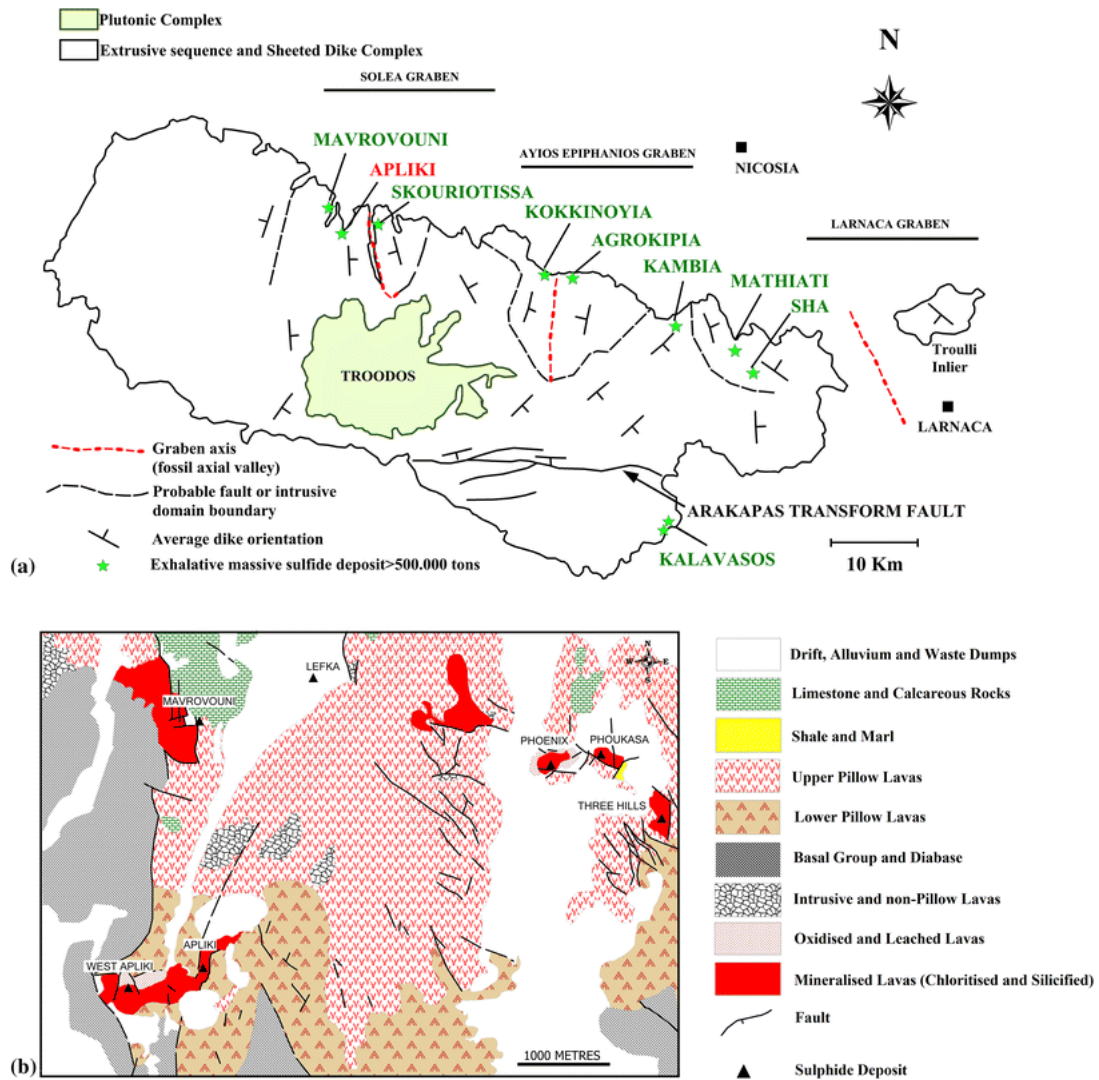 Plutonic Complex
Extrusive sequence and Sheeted Dike Complex
SOLEA GRABEN
N
MAVROVOUNI
APLIKI
SKOURIOTISSA
AYIOS EPIPHANIOS GRABEN
NICOSIA
KOKKINOYIA
AGROKIPIA
KAMBIA
LARNACA GRABEN
MATHIATI
SHA
TROODOS
Troulli
Inlier
LARNACA
Graben axis
(fossil axial valley)
Probable fault or intrusive
domain boundary
Average dike orientation
Exhalative massive sulfide deposit>500.000 tons
ARAKAPAS TRANSFORM FAULT
KALAVASOS
10 Km
(a)
LEFKA
N
W E
S
MAVROVOUNI
PHOENIX
PHOUKASA
THREE HILLS
APLIKI
WEST APLIKI
1000 METRES
(b)
Drift, Alluvium and Waste Dumps
Limestone and Calcareous Rocks
Shale and Marl
Upper Pillow Lavas
Lower Pillow Lavas
Basal Group and Diabase
Intrusive and non-Pillow Lavas
Oxidised and Leached Lavas
Mineralised Lavas (Chloritised and Silicified)
Fault
Sulphide Deposit